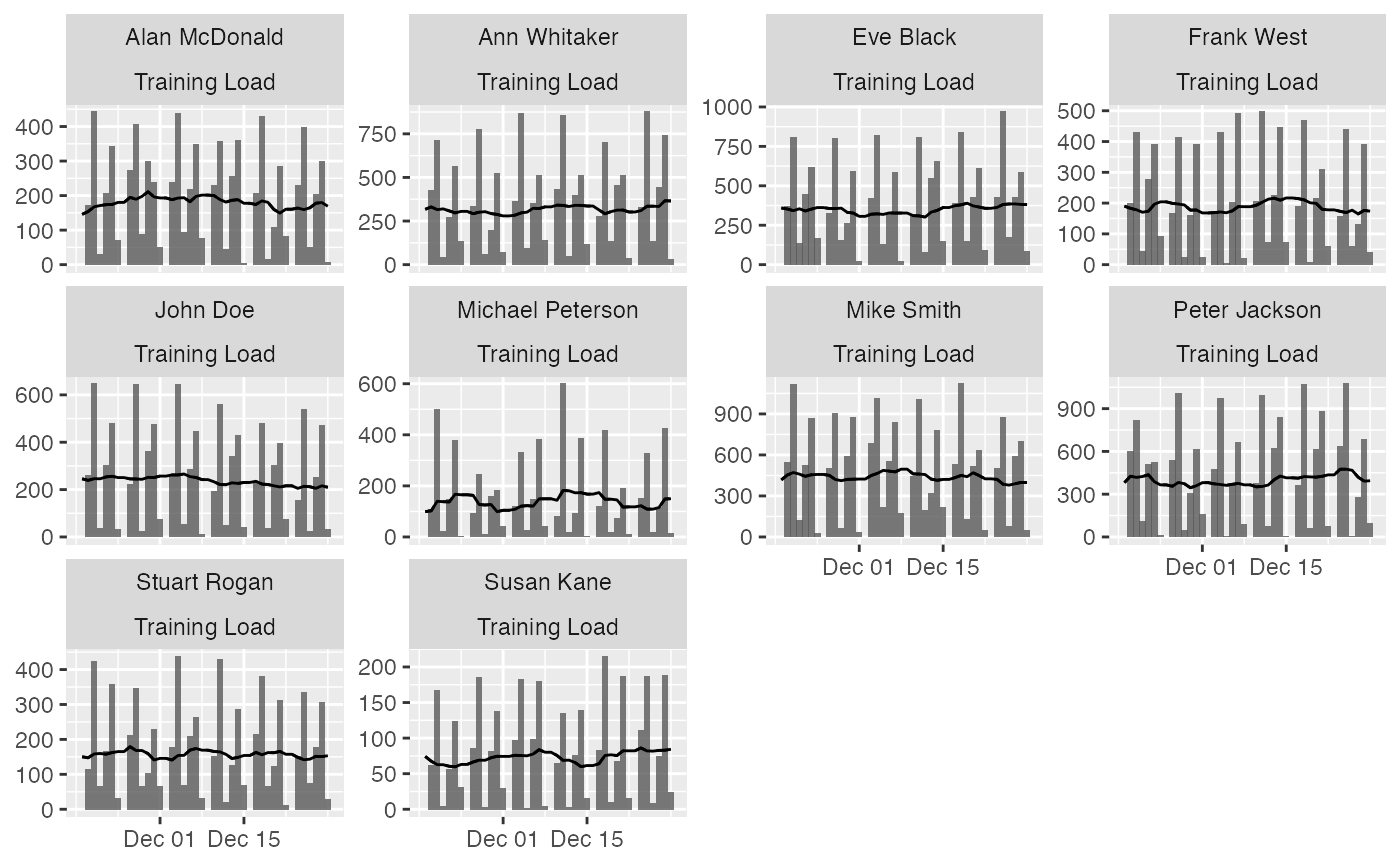 Alan McDonald
Training Load
400
300
200
100
0
Ann Whitaker
Training Load
750
500
250
0
Eve Black
Training Load
1000
750
500
250
0
Frank West
Training Load
500
400
300
200
100
0
John Doe
Training Load
600
400
200
0
Michael Peterson
Training Load
600
400
200
0
Mike Smith
Training Load
900
600
300
0
Dec 01 Dec 15
Peter Jackson
Training Load
900
600
300
0
Dec 01 Dec 15
Stuart Rogan
Training Load
400
300
200
100
0
Dec 01 Dec 15
Susan Kane
Training Load
200
150
100
50
0
Dec 01 Dec 15